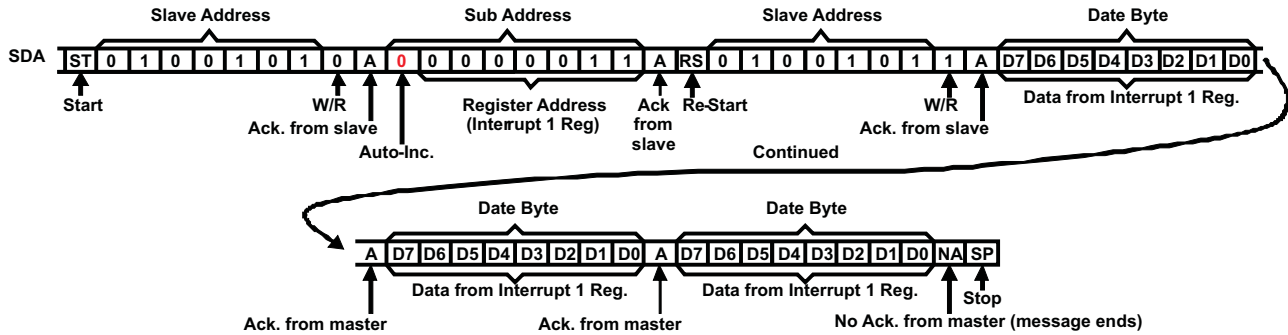 Slave Address Sub Address Slave Address Date Byte
SDA ST 0 1 0 0 1 0 1 0 A 0 0 0 0 0 0 1 1 A RS 0 1 0 0 1 0 1 1 A D7 D6 D5 D4 D3 D2 D1 D0
Start W/R Register Address Ack Re-Start W/R Data from Interrupt 1 Reg.
Ack. from slave (Interrupt 1 Reg) from Ack. from slave
Auto-Inc. slave Continued
Date Byte Date Byte
A D7 D6 D5 D4 D3 D2 D1 D0 A D7 D6 D5 D4 D3 D2 D1 D0 NA SP
Data from Interrupt 1 Reg. Data from Interrupt 1 Reg. Stop
Ack. from master Ack. from master No Ack. from master (message ends)